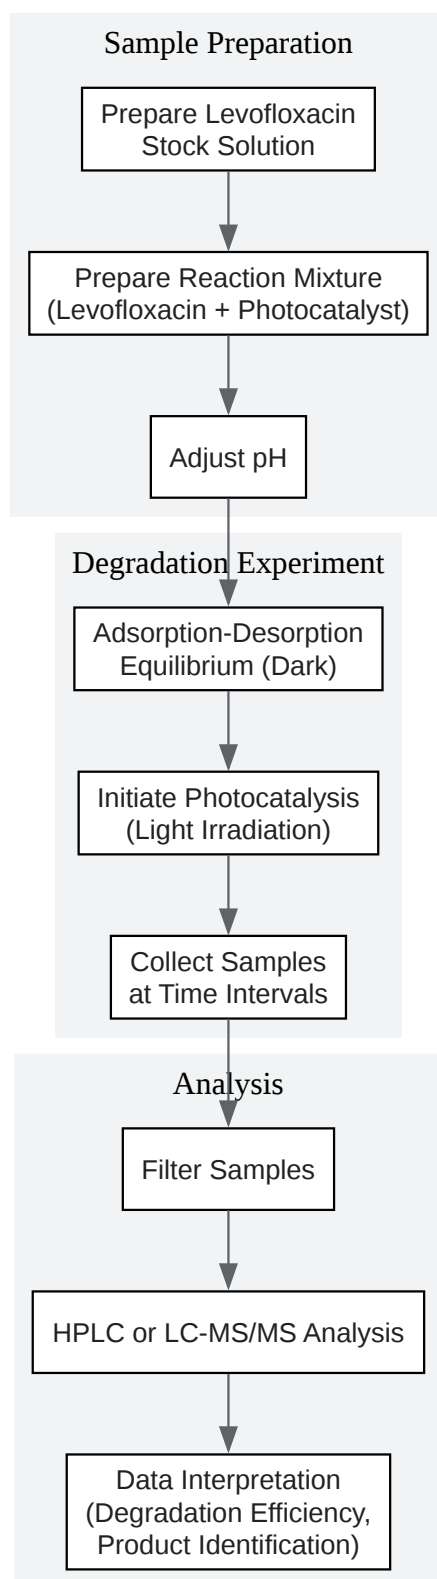 Sample Preparation
Prepare Levofloxacin
Stock Solution
Prepare Reaction Mixture
(Levofloxacin + Photocatalyst)
Adjust pH
Degradation Experiment
Adsorption-Desorption
Equilibrium (Dark)
Initiate Photocatalysis
(Light Irradiation)
Collect Samples
at Time Intervals
Analysis
Filter Samples
HPLC or LC-MS/MS Analysis
Data Interpretation
(Degradation Efficiency,
Product Identification)